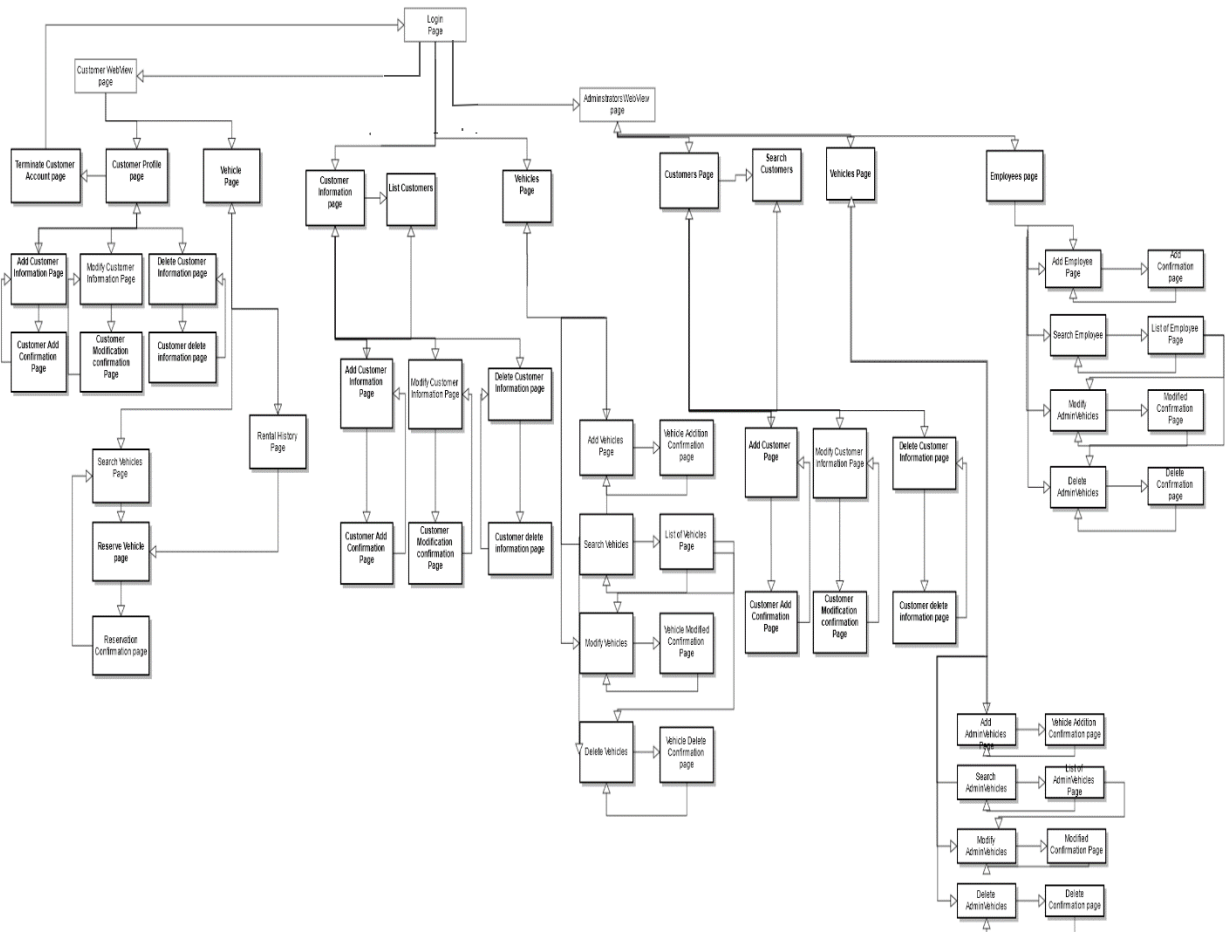 Login
Page
Customer WebView
page
Adminstrators WebView
page
Terminate Customer
Account page
Customer Profile
page
Vehicle
Page
Customer
Information
page
List Customers
Vehicles
Page
Customers Page
Search
Customers
Vehicles Page
Employees page
Add Customer
Information Page
Modify Customer
Information Page
Delete Customer
Information page
Customer Add
Confirmation
Page
Customer
Modification
confirmation
Page
Customer delete
information page
Add Employee
Page
Add
Confirmation
page
Search Employee
List of Employee
Page
Modify
AdminVehicles
Modified
Confirmation
Page
Delete
AdminVehicles
Delete
Confirmation
page
Rental History
Page
Search Vehicles
Page
Reserve Vehicle
page
Reservation
Confirmation page
Add Customer
Information
Page
Modify Customer
Information Page
Delete Customer
Information page
Customer Add
Confirmation
Page
Customer
Modification
confirmation
Page
Customer delete
information page
Add Vehicles
Page
Vehicle Addition
Confirmation
page
Search Vehicles
List of Vehicles
Page
Modify Vehicles
Vehicle Modified
Confirmation
Page
Delete Vehicles
Vehicle Delete
Confirmation
page
Add Customer
Page
Modify Customer
Information Page
Delete Customer
Information page
Customer Add
Confirmation
Page
Customer
Modification
confirmation
Page
Customer delete
information page
Add
AdminVehicles
Page
Vehicle Addition
Confirmation page
Search
AdminVehicles
List of
AdminVehicles
Page
Modify
AdminVehicles
Modified
Confirmation Page
Delete
AdminVehicles
Delete
Confirmation page